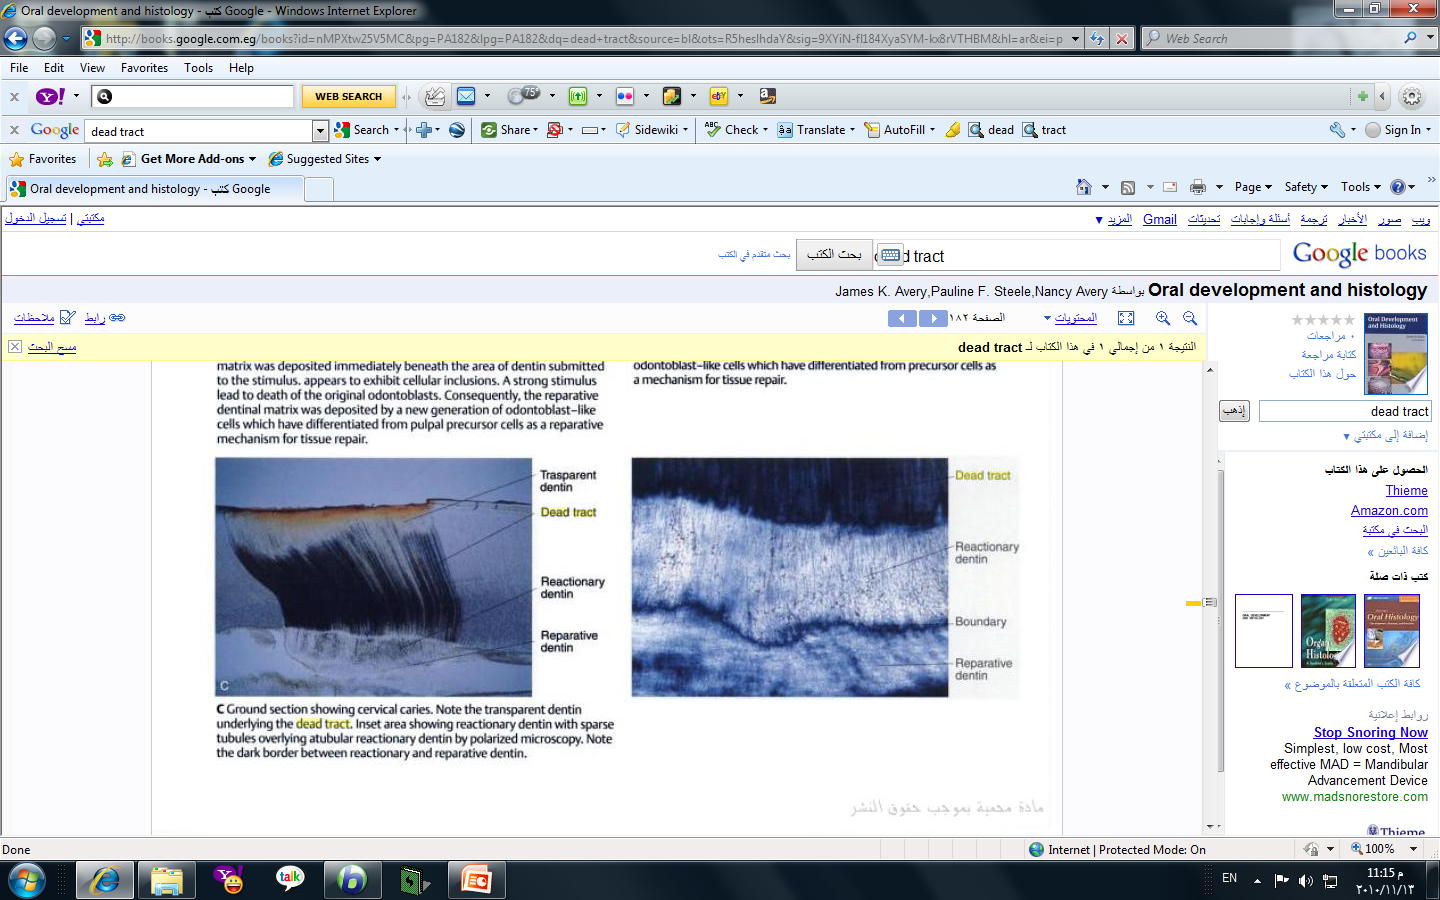 Oral development and histology - كتب Google - Windows Internet Explorer
http://books.google.com.eg/books?id=nMPXtw25V5MC&pg=PA182&lpg=PA182&dq=dead+tract&source=bl&ots=R5hesIhdaY&sig=9XYiN-fI184XyaSYM-kx8rVTHBM&hl=ar&ei=p
Web Search
File Edit View Favorites Tools Help
x Y! WEB SEARCH 75° ebY a
x Google dead tract Search Share Sidewiki Check Translate AutoFill dead tract Sign In
Favorites Get More Add-ons Suggested Sites
Oral development and histology - كتب Google
Page Safety Tools
ويب صور الأخبار ترجمة أسئلة وإجابات تحديثات Gmail المزيد ▼
مكتبتي | تسجيل الدخول
Google books
d tract
بحث الكتب
بحث متقدم في الكتب
Oral development and histology بواسطة James K. Avery,Pauline F. Steele,Nancy Avery
المحتويات
الصفحة ١٨٢
رابط
ملاحظات
النتيجة ١ من إجمالي ١ في هذا الكتاب لـ dead tract
مسح البحث
matrix was deposited immediately beneath the area of dentin submitted
to the stimulus. appears to exhibit cellular inclusions. A strong stimulus
lead to death of the original odontoblasts. Consequently, the reparative
dentinal matrix was deposited by a new generation of odontoblast-like
cells which have differentiated from pulpal precursor cells as a reparative
mechanism for tissue repair.
odontoblast-like cells which have differentiated from precursor cells as
a mechanism for tissue repair.
Trasparent
dentin
Dead tract
Reactionary
dentin
Reparative
dentin
C
Dead tract
Reactionary
dentin
Boundary
Reparative
dentin
C Ground section showing cervical caries. Note the transparent dentin
underlying the dead tract. Inset area showing reactionary dentin with sparse
tubules overlying atubular reactionary dentin by polarized microscopy. Note
the dark border between reactionary and reparative dentin.
مادة محمية بموجب حقوق النشر
Oral Development
and Histology
٠ مراجعات
كتابة مراجعة
حول هذا الكتاب
dead tract
إذهب
إضافة إلى مكتبتي ▼
الحصول على هذا الكتاب
Thieme
Amazon.com
البحث في مكتبة
كافة البائعين »
كتب ذات صلة
Oral Histology
كافة الكتب المتعلقة بالموضوع »
روابط إعلانية
Stop Snoring Now
Simplest, low cost, Most
effective MAD = Mandibular
Advancement Device
www.madsnorestore.com
Thieme
Done
Internet | Protected Mode: On
100%
talk
EN
11:15 م
٢٠١٠/١١/١٣